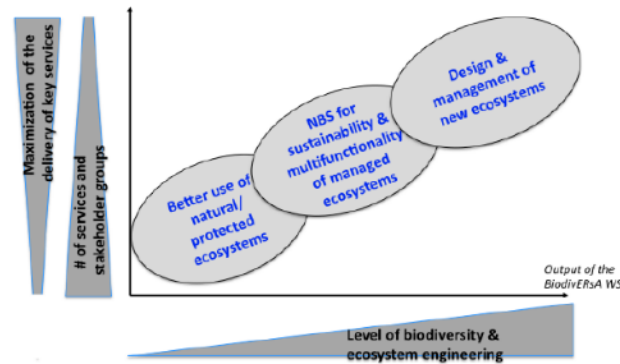 Maximization of the
delivery of key services
# of services and
stakeholder groups
Better use of
natural/
protected
ecosystems
NBS for
sustainability &
multifunctionality
of managed
ecosystems
Design &
management of
new ecosystems
Output of the
BiodivERsA WS
Level of biodiversity &
ecosystem engineering